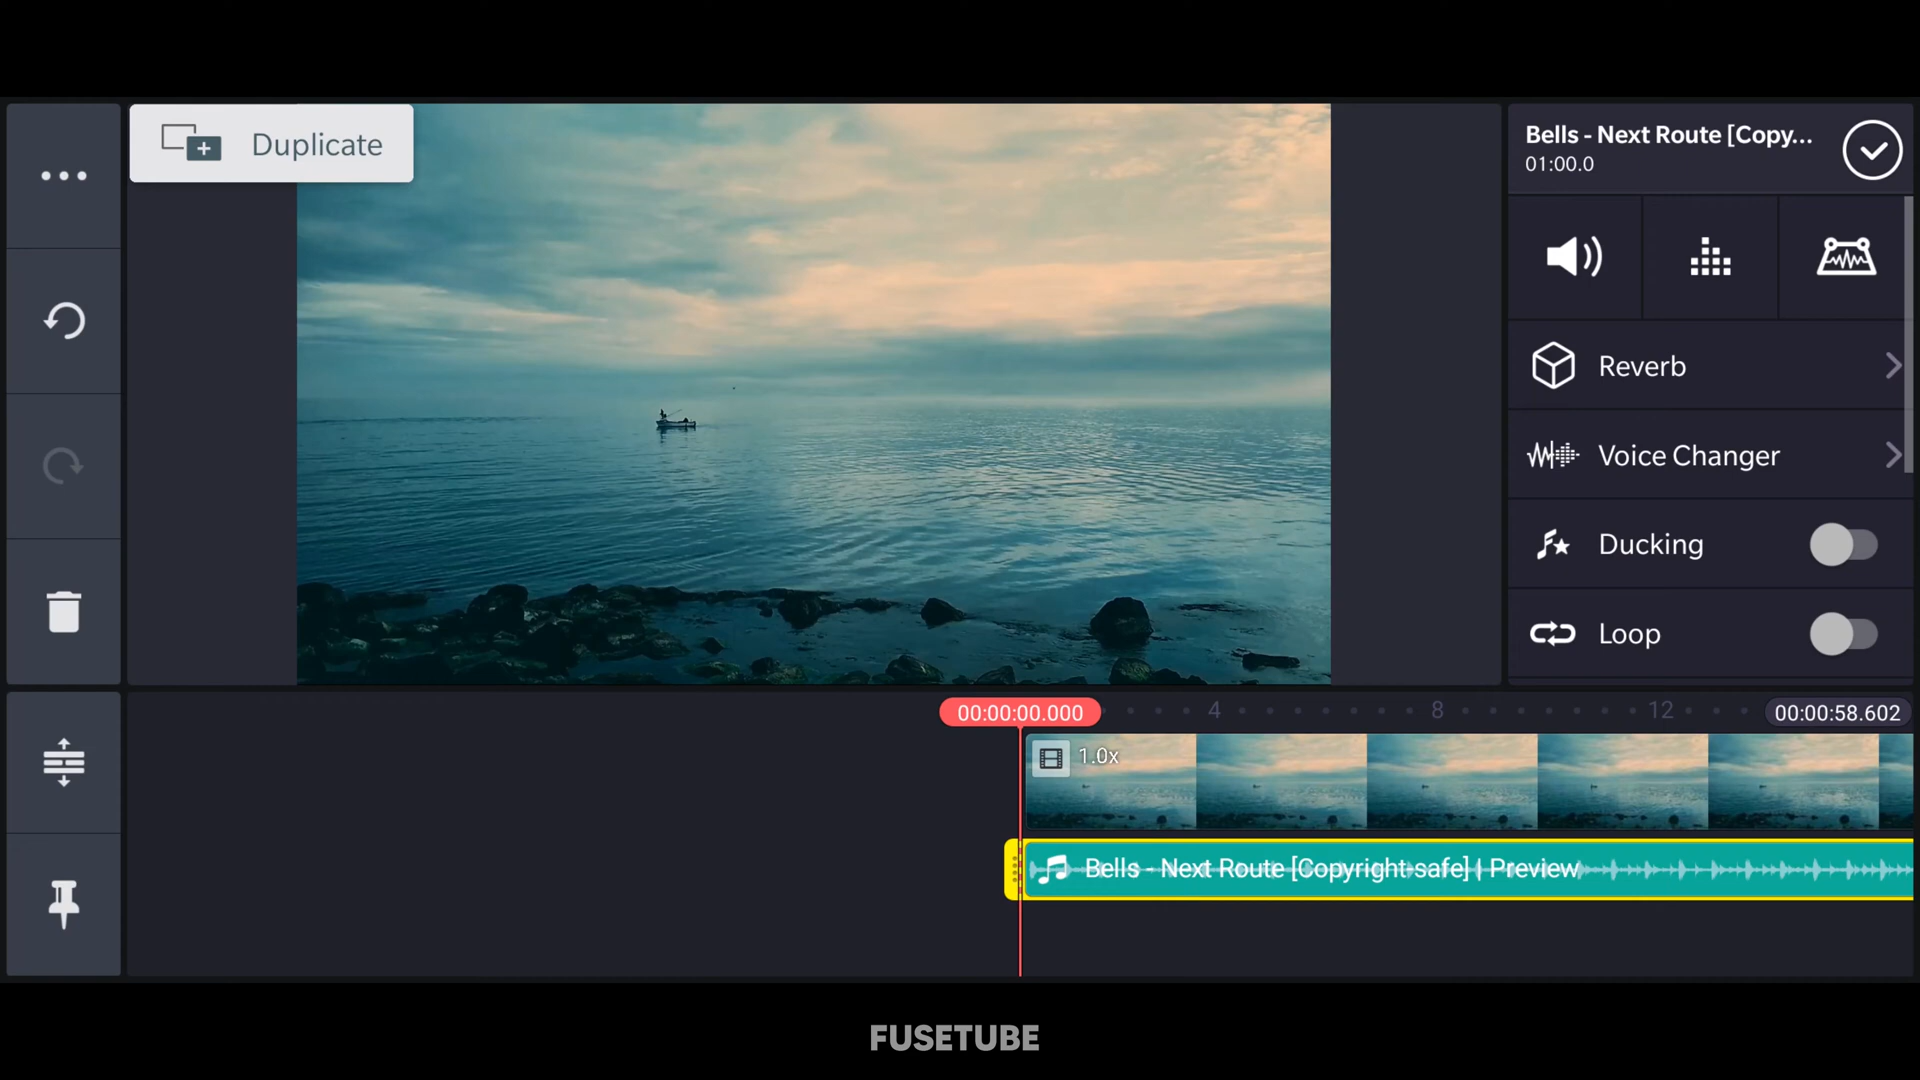 Duplicate
Bells - Next Route [Copy...
01:00.0
Reverb
Voice Changer
Ducking
Loop
00:00:00.000
4
8
12
00:00:58.602
1.0x
Bells - Next Route [Copyright-safe] | Preview
FUSETUBE